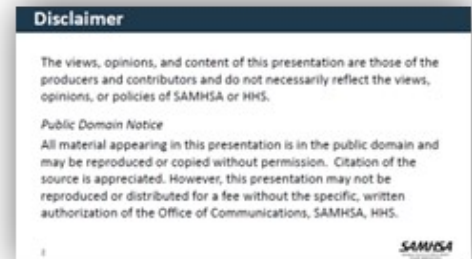 Disclaimer
The views, opinions, and content of this presentation are those of the
producers and contributors and do not necessarily reflect the views,
opinions, or policies of SAMHSA or HHS.
Public Domain Notice
All material appearing in this presentation is in the public domain and
may be reproduced or copied without permission. Citation of the
source is appreciated. However, this presentation may not be
reproduced or distributed for a fee without the specific, written
authorization of the Office of Communications, SAMHSA, HHS.
SAMHSA